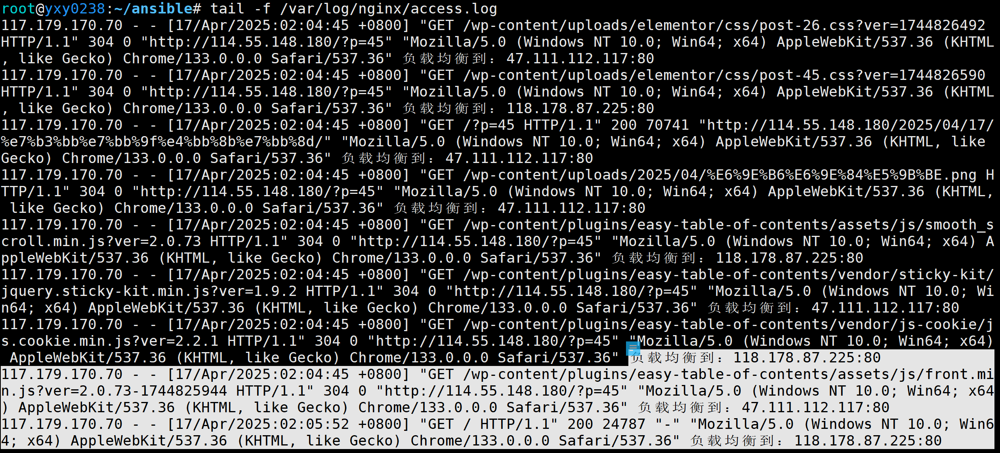 root@yxy0238:~/ansible# tail -f /var/log/nginx/access.log
117.179.170.70 - - [17/Apr/2025:02:04:45 +0800] "GET /wp-content/uploads/elementor/css/post-26.css?ver=1744826492
HTTP/1.1" 304 0 "http://114.55.148.180/?p=45" "Mozilla/5.0 (Windows NT 10.0; Win64; x64) AppleWebKit/537.36 (KHTML
, like Gecko) Chrome/133.0.0.0 Safari/537.36" 负载均衡到：47.111.112.117:80
117.179.170.70 - - [17/Apr/2025:02:04:45 +0800] "GET /wp-content/uploads/elementor/css/post-45.css?ver=1744826590
HTTP/1.1" 304 0 "http://114.55.148.180/?p=45" "Mozilla/5.0 (Windows NT 10.0; Win64; x64) AppleWebKit/537.36 (KHTML
, like Gecko) Chrome/133.0.0.0 Safari/537.36" 负载均衡到：118.178.87.225:80
117.179.170.70 - - [17/Apr/2025:02:04:45 +0800] "GET /?p=45 HTTP/1.1" 200 70741 "http://114.55.148.180/2025/04/17/
%e7%b3%bb%e7%bb%9f%e4%bb%8b%e7%bb%8d/" "Mozilla/5.0 (Windows NT 10.0; Win64; x64) AppleWebKit/537.36 (KHTML, like
Gecko) Chrome/133.0.0.0 Safari/537.36" 负载均衡到：47.111.112.117:80
117.179.170.70 - - [17/Apr/2025:02:04:45 +0800] "GET /wp-content/uploads/2025/04/%E6%9E%B6%E6%9E%84%E5%9B%BE.png H
TTP/1.1" 304 0 "http://114.55.148.180/?p=45" "Mozilla/5.0 (Windows NT 10.0; Win64; x64) AppleWebKit/537.36 (KHTML,
like Gecko) Chrome/133.0.0.0 Safari/537.36" 负载均衡到：47.111.112.117:80
117.179.170.70 - - [17/Apr/2025:02:04:45 +0800] "GET /wp-content/plugins/easy-table-of-contents/assets/js/smooth_s
croll.min.js?ver=2.0.73 HTTP/1.1" 304 0 "http://114.55.148.180/?p=45" "Mozilla/5.0 (Windows NT 10.0; Win64; x64) A
ppleWebKit/537.36 (KHTML, like Gecko) Chrome/133.0.0.0 Safari/537.36" 负载均衡到：118.178.87.225:80
117.179.170.70 - - [17/Apr/2025:02:04:45 +0800] "GET /wp-content/plugins/easy-table-of-contents/vendor/sticky-kit/
jquery.sticky-kit.min.js?ver=1.9.2 HTTP/1.1" 304 0 "http://114.55.148.180/?p=45" "Mozilla/5.0 (Windows NT 10.0; Wi
n64; x64) AppleWebKit/537.36 (KHTML, like Gecko) Chrome/133.0.0.0 Safari/537.36" 负载均衡到：47.111.112.117:80
117.179.170.70 - - [17/Apr/2025:02:04:45 +0800] "GET /wp-content/plugins/easy-table-of-contents/vendor/js-cookie/j
s.cookie.min.js?ver=2.2.1 HTTP/1.1" 304 0 "http://114.55.148.180/?p=45" "Mozilla/5.0 (Windows NT 10.0; Win64; x64)
AppleWebKit/537.36 (KHTML, like Gecko) Chrome/133.0.0.0 Safari/537.36" 负载均衡到：118.178.87.225:80
117.179.170.70 - - [17/Apr/2025:02:04:45 +0800] "GET /wp-content/plugins/easy-table-of-contents/assets/js/front.mi
n.js?ver=2.0.73-1744825944 HTTP/1.1" 304 0 "http://114.55.148.180/?p=45" "Mozilla/5.0 (Windows NT 10.0; Win64; x64
) AppleWebKit/537.36 (KHTML, like Gecko) Chrome/133.0.0.0 Safari/537.36" 负载均衡到：47.111.112.117:80
117.179.170.70 - - [17/Apr/2025:02:05:52 +0800] "GET / HTTP/1.1" 200 24787 "-" "Mozilla/5.0 (Windows NT 10.0; Win6
4; x64) AppleWebKit/537.36 (KHTML, like Gecko) Chrome/133.0.0.0 Safari/537.36" 负载均衡到：118.178.87.225:80